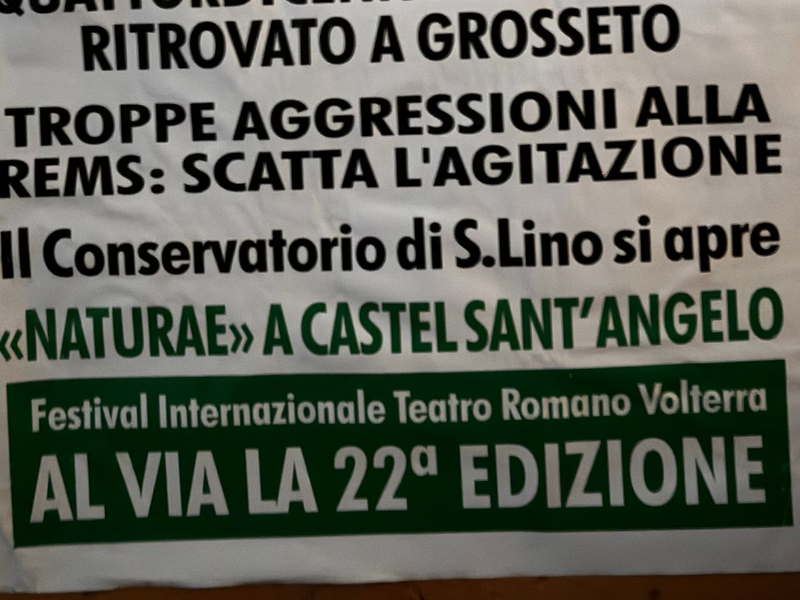 RITROVATO A GROSSETO
TROPPE AGGRESSIONI ALLA
REMS: SCATTA L'AGITAZIONE
Il Conservatorio di S.Lino si apre
«NATURAE» A CASTEL SANT'ANGELO
Festival Internazionale Teatro Romano Volterra
AL VIA LA 22ª EDIZIONE